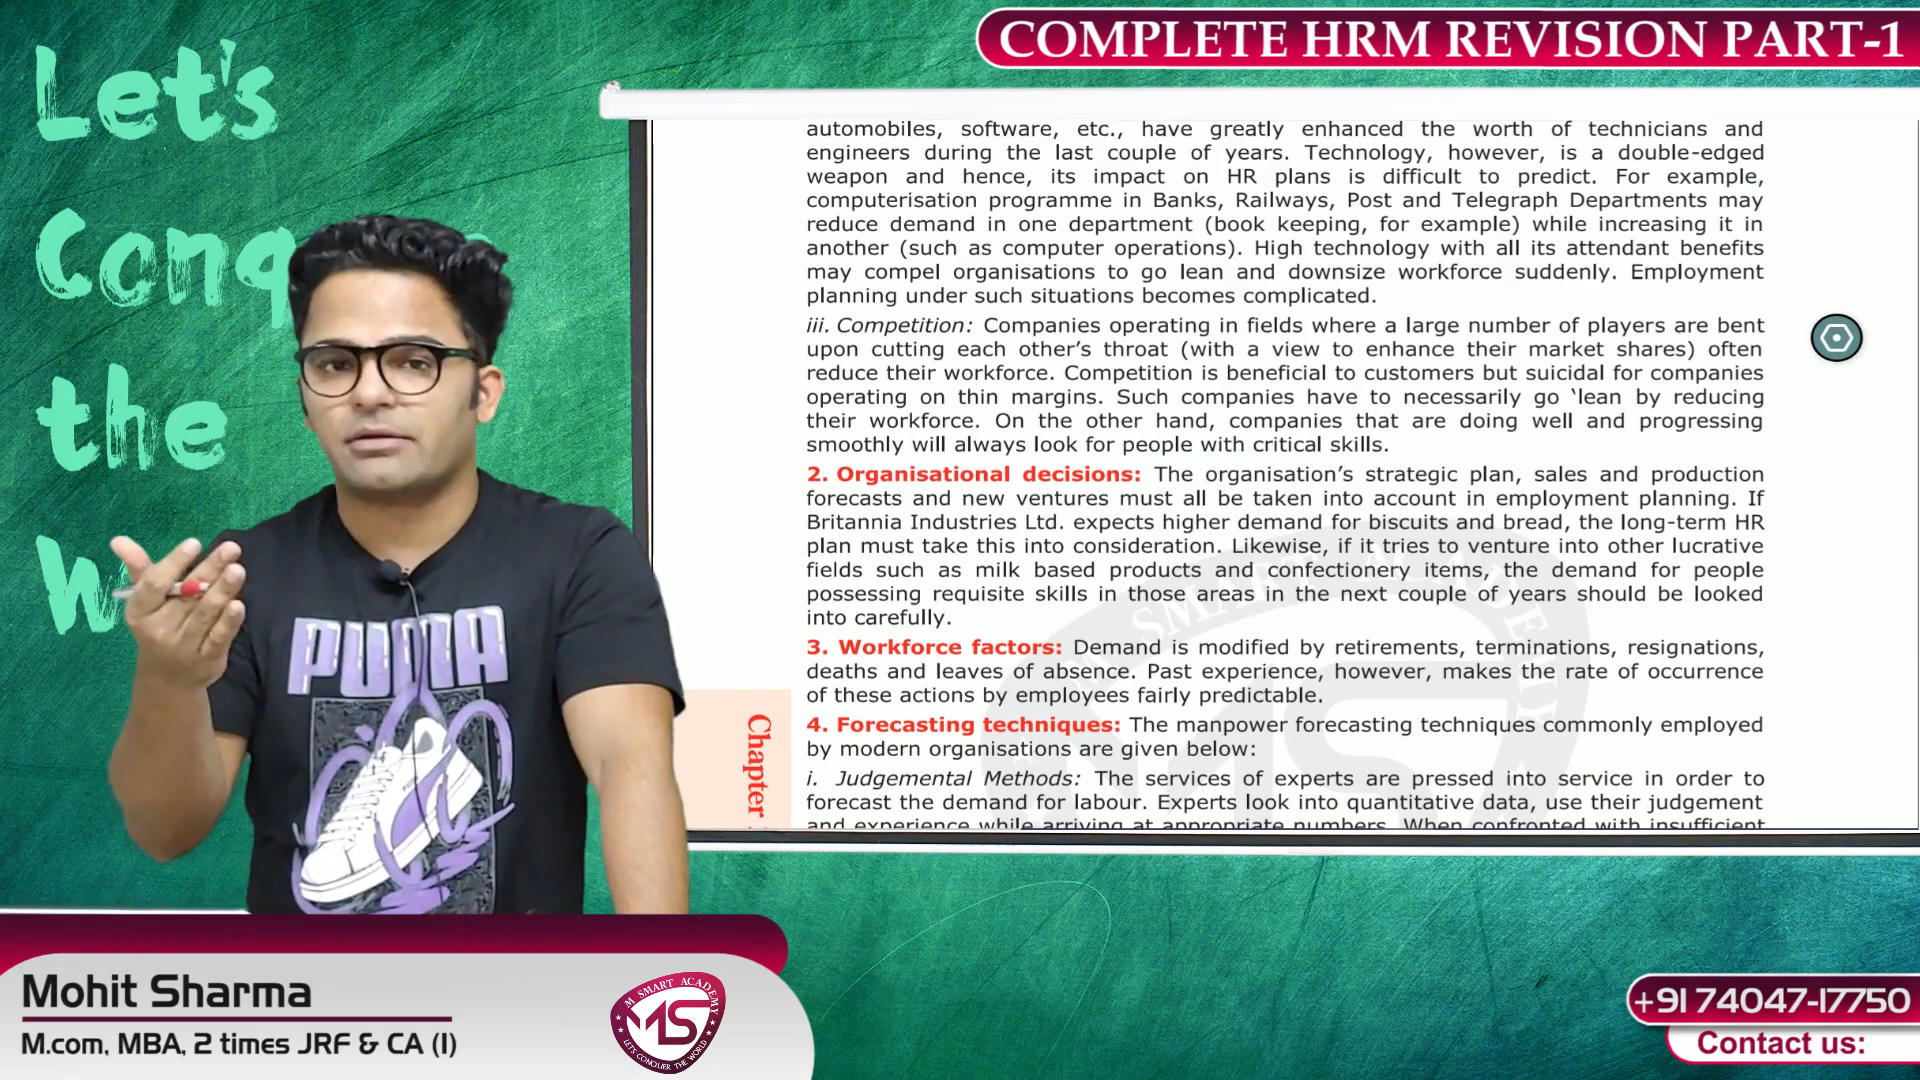 COMPLETE HRM REVISION PART-1
Let's
Conq
the
W
automobiles, software, etc., have greatly enhanced the worth of technicians and
engineers during the last couple of years. Technology, however, is a double-edged
weapon and hence, its impact on HR plans is difficult to predict. For example,
computerisation programme in Banks, Railways, Post and Telegraph Departments may
reduce demand in one department (book keeping, for example) while increasing it in
another (such as computer operations). High technology with all its attendant benefits
may compel organisations to go lean and downsize workforce suddenly. Employment
planning under such situations becomes complicated.
iii. Competition: Companies operating in fields where a large number of players are bent
upon cutting each other's throat (with a view to enhance their market shares) often
reduce their workforce. Competition is beneficial to customers but suicidal for companies
operating on thin margins. Such companies have to necessarily go 'lean by reducing
their workforce. On the other hand, companies that are doing well and progressing
smoothly will always look for people with critical skills.
2. Organisational decisions: The organisation's strategic plan, sales and production
forecasts and new ventures must all be taken into account in employment planning. If
Britannia Industries Ltd. expects higher demand for biscuits and bread, the long-term HR
plan must take this into consideration. Likewise, if it tries to venture into other lucrative
fields such as milk based products and confectionery items, the demand for people
possessing requisite skills in those areas in the next couple of years should be looked
into carefully.
3. Workforce factors: Demand is modified by retirements, terminations, resignations,
deaths and leaves of absence. Past experience, however, makes the rate of occurrence
of these actions by employees fairly predictable.
4. Forecasting techniques: The manpower forecasting techniques commonly employed
by modern organisations are given below:
i. Judgemental Methods: The services of experts are pressed into service in order to
forecast the demand for labour. Experts look into quantitative data, use their judgement
and experience while arriving at appropriate numbers. When confronted with insufficient
Chapter
PUMA
Mohit Sharma
M.com, MBA, 2 times JRF & CA (I)
M SMART ACADEMY
MS
LETS CONQUER THE WORLD
+91 74047-17750
Contact us: